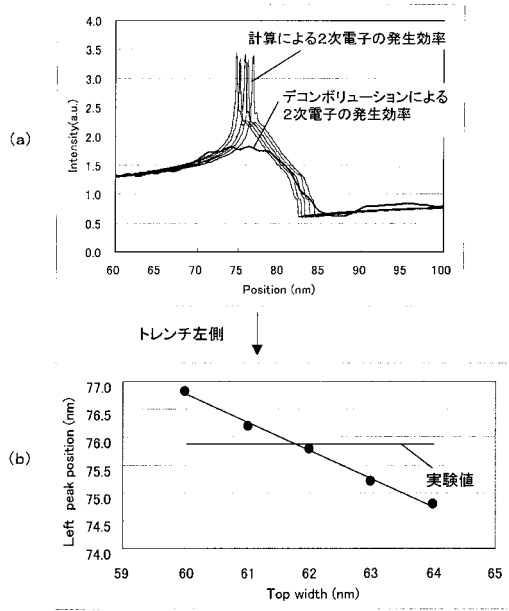 (a)
Intensity(a.u.)
4.0
3.5
3.0
2.5
2.0
1.5
1.0
0.5
0.0
計算による2次電子の発生効率
デコンボリューションによる
2次電子の発生効率
60 65 70 75 80 85 90 95 100
Position (nm)
トレンチ左側
(b)
Left peak position (nm)
77.0
76.5
76.0
75.5
75.0
74.5
74.0
実験値
59 60 61 62 63 64 65
Top width (nm)